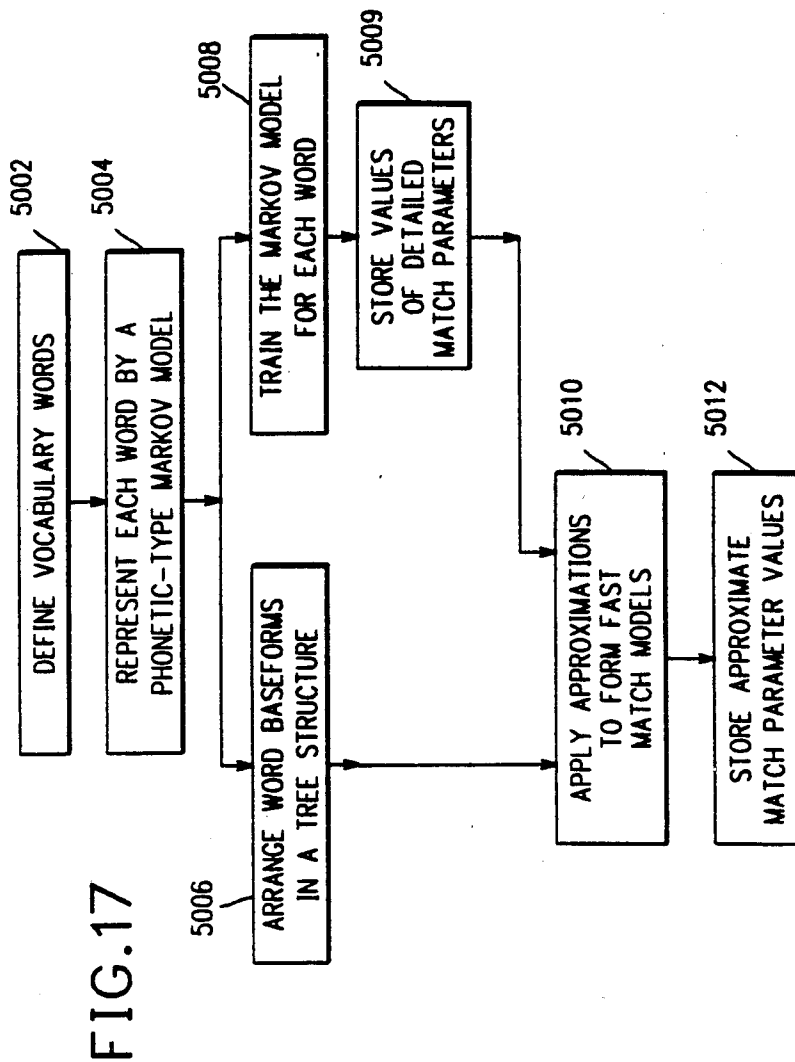 FIG.17
5002
DEFINE VOCABULARY WORDS
5004
REPRESENT EACH WORD BY A
PHONETIC-TYPE MARKOV MODEL
5006
ARRANGE WORD BASEFORMS
IN A TREE STRUCTURE
5008
TRAIN THE MARKOV MODEL
FOR EACH WORD
5009
STORE VALUES
OF DETAILED
MATCH PARAMETERS
5010
APPLY APPROXIMATIONS
TO FORM FAST
MATCH MODELS
5012
STORE APPROXIMATE
MATCH PARAMETER VALUES